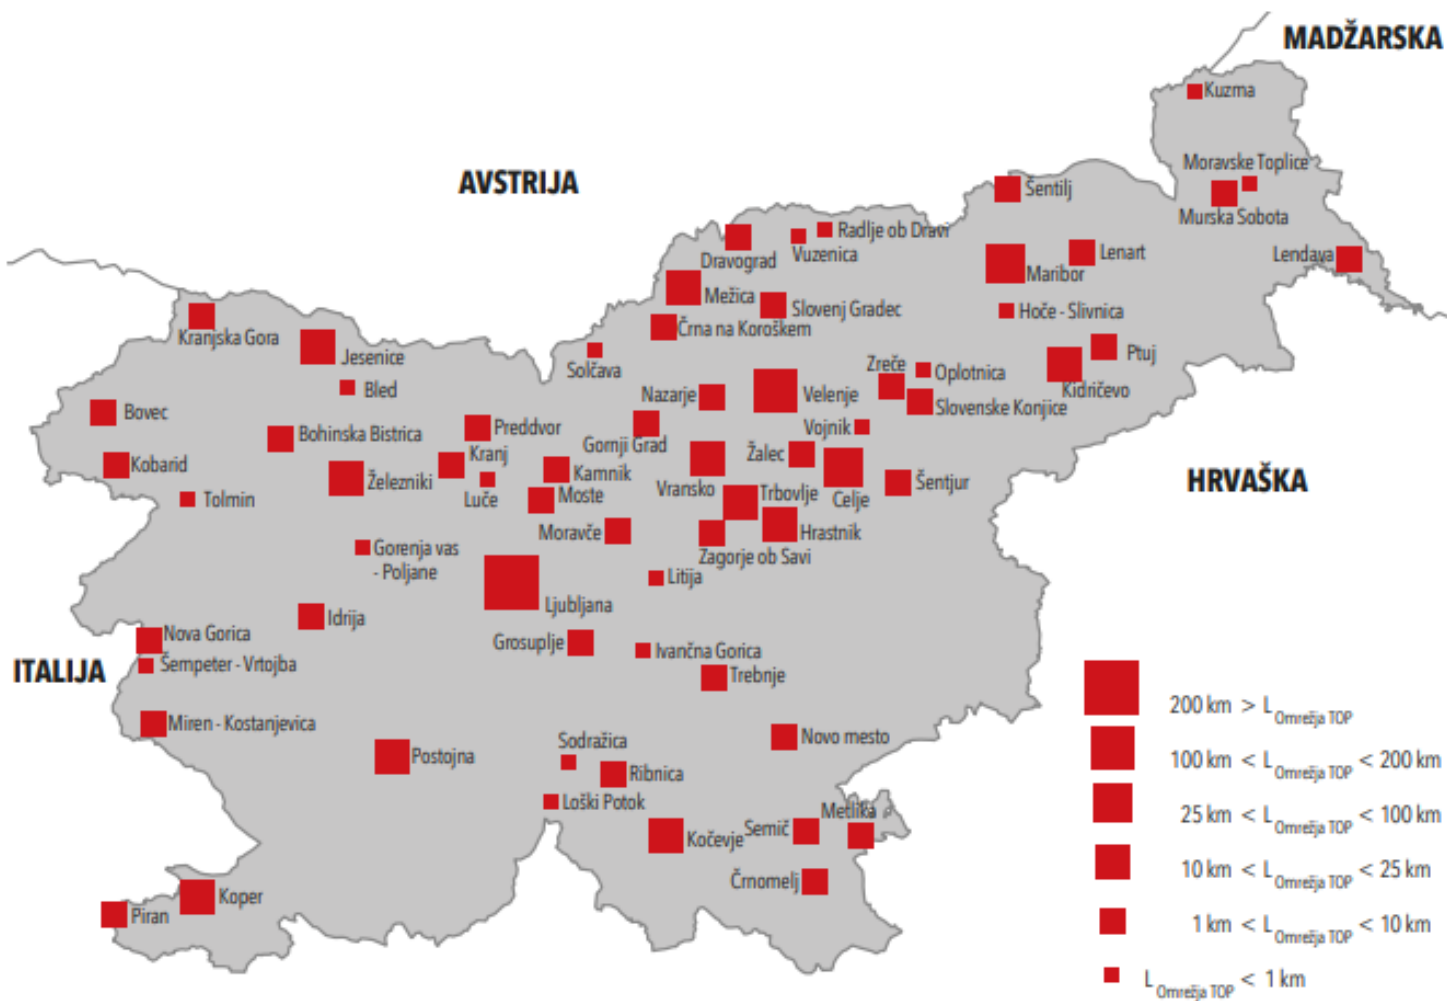 MADŽARSKA
Kuzma
AVSTRIJA
Moravske Toplice
Šentilj
Murska Sobota
Radlje ob Dravi
Vuzenica
Dravograd
Lenart
Lendava
Maribor
Mežica
Slovenj Gradec
Hoče - Slivnica
Črna na Koroškem
Kranjska Gora
Jesenice
Solčava
Ptuj
Zreče
Oplotnica
Kidričevo
Bled
Nazarje
Velenje
Slovenske Konjice
Bovec
Bohinska Bistrica
Preddvor
Gornji Grad
Vojnik
Kobarid
Kranj
Železniki
Luče
Kamnik
Moste
Vransko
Žalec
Trbovlje
Celje
Šentjur
HRVAŠKA
Tolmin
Moravče
Hrastnik
Zagorje ob Savi
Gorenja vas
- Poljane
Litija
Ljubljana
Idrija
Nova Gorica
Grosuplje
Ivančna Gorica
ITALIJA
Šempeter - Vrtojba
Trebnje
Miren - Kostanjevica
Novo mesto
Postojna
Sodražica
Ribnica
Loški Potok
Metlika
Semič
Kočevje
Črnomelj
Koper
Piran
200 km > L Omrežja TOP
100 km < L Omrežja TOP < 200 km
25 km < L Omrežja TOP < 100 km
10 km < L Omrežja TOP < 25 km
1 km < L Omrežja TOP < 10 km
L Omrežja TOP < 1 km